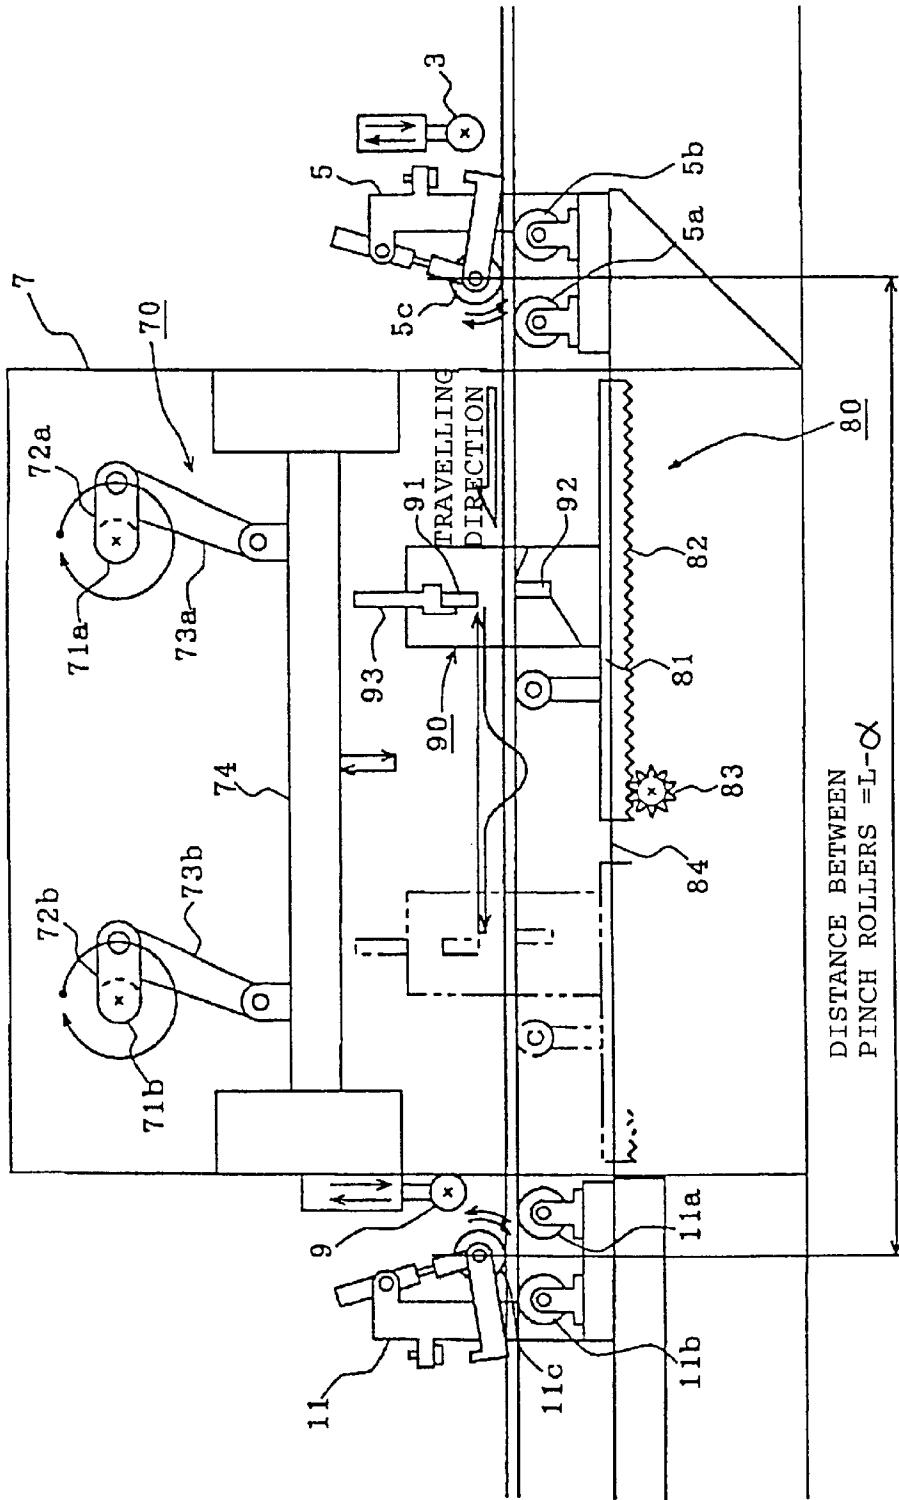 72b
72a
7
71a
71b
70
73b
73a
74
11
9
5
93
5c
91
3
90
TRAVELLING
DIRECTION
11c
92
11b
11a
84
81
82
5a
5b
83
80
DISTANCE BETWEEN
PINCH ROLLERS =L-α